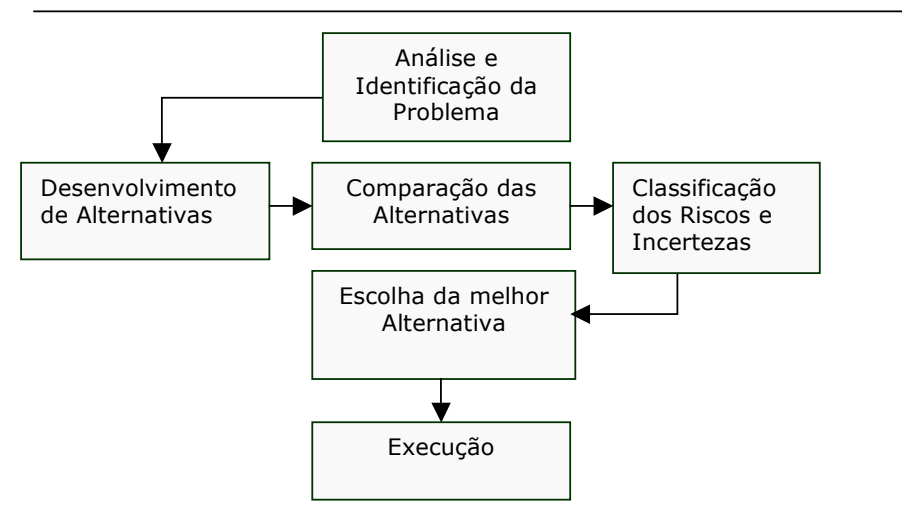 Análise e
Identificação da
Problema
Desenvolvimento
de Alternativas
Comparação das
Alternativas
Classificação
dos Riscos e
Incertezas
Escolha da melhor
Alternativa
Execução